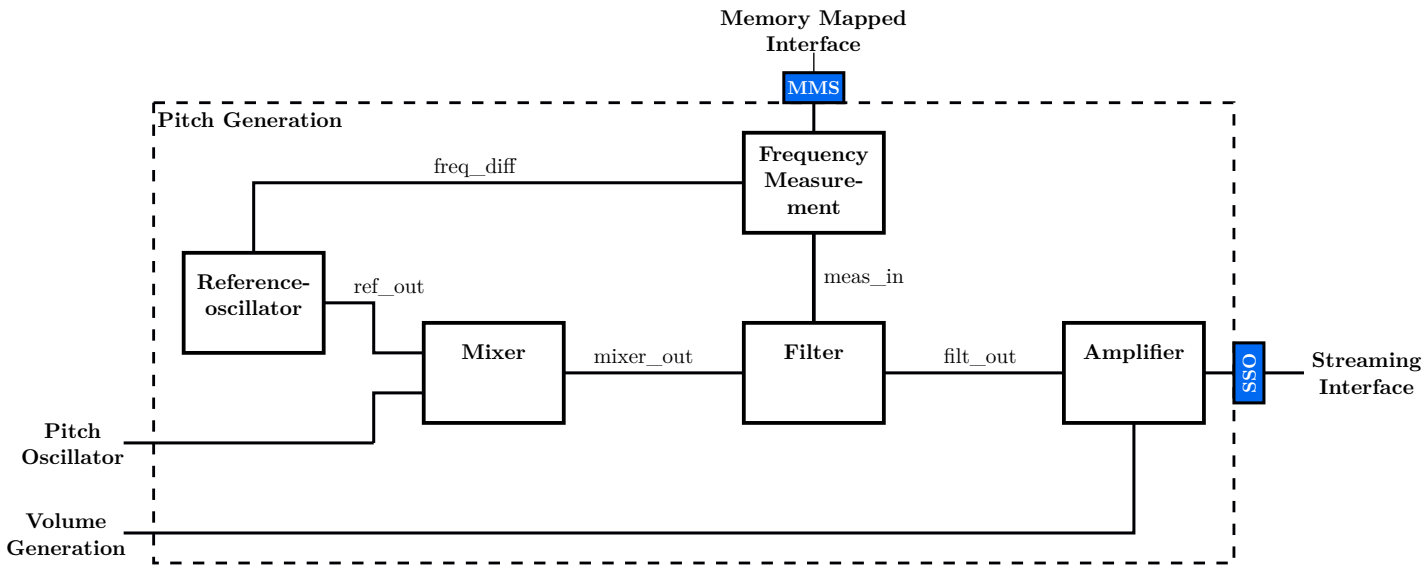 Memory Mapped
Interface
MMS
Pitch Generation
Frequency
Measure-
ment
freq_diff
Reference-
oscillator
ref_out
meas_in
Mixer
mixer_out
Filter
filt_out
Amplifier
SSO
Streaming
Interface
Pitch
Oscillator
Volume
Generation